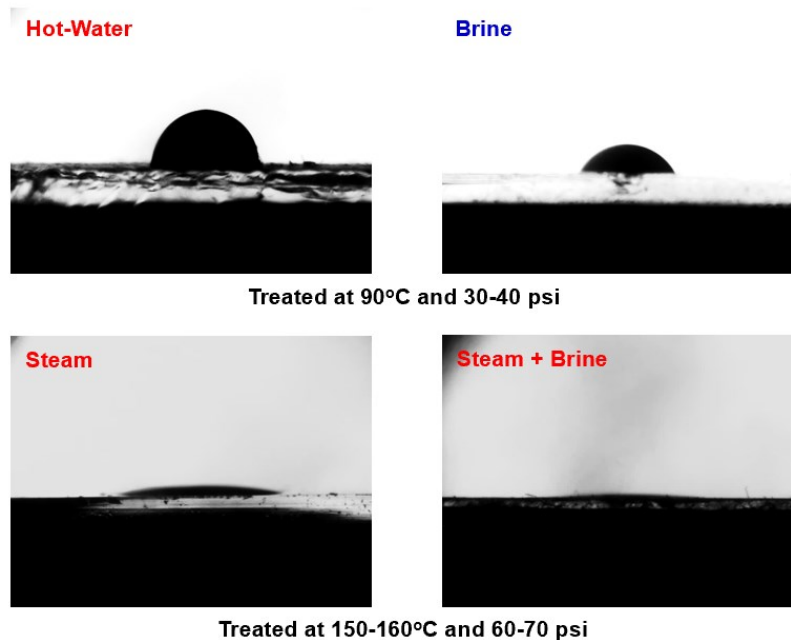 Hot-Water
Brine
Treated at 90°C and 30-40 psi
Steam
Steam + Brine
Treated at 150-160°C and 60-70 psi